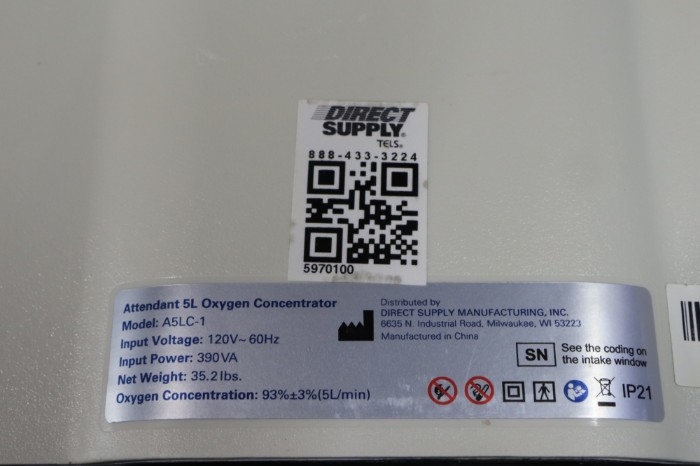 DIRECT
SUPPLY®
TELS®
888-433-3224
5970100
Attendant 5L Oxygen Concentrator
Model: A5LC-1
Input Voltage: 120V~60Hz
Input Power: 390VA
Net Weight: 35.2lbs.
Oxygen Concentration: 93%±3%(5L/min)
Distributed by
DIRECT SUPPLY MANUFACTURING, INC.
6635 N. Industrial Road, Milwaukee, WI 53223
Manufactured in China
SN See the coding on
the intake window
IP21